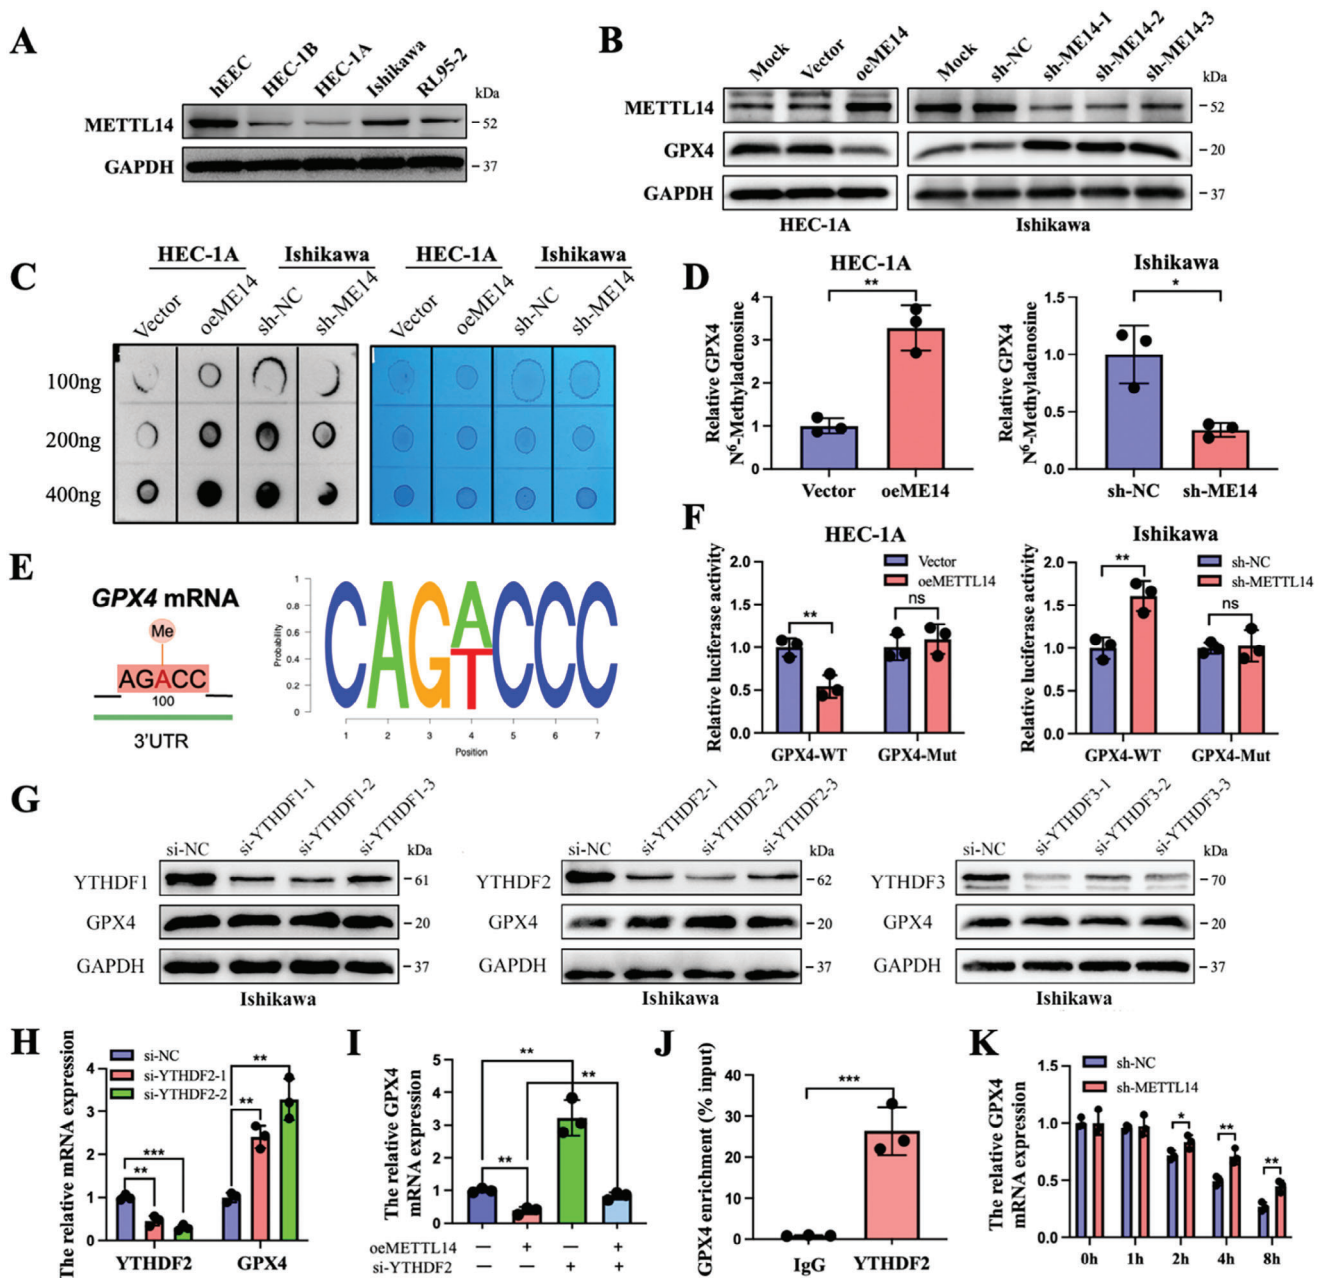 A
hEEC HEC-1B HEC-1A Ishikawa RL95-2
kDa
METTL14 52
GAPDH 37
B
Mock Vector oeME14 Mock sh-NC sh-ME14-1 sh-ME14-2 sh-ME14-3
kDa
METTL14 52
GPX4 20
GAPDH 37
HEC-1A Ishikawa
C
HEC-1A Ishikawa HEC-1A Ishikawa
Vector oeME14 sh-NC sh-ME14 Vector oeME14 sh-NC sh-ME14
100ng
200ng
400ng
D
HEC-1A
Relative GPX4
N6-Methyladenosine
4
3
2
1
0
**
Vector oeME14
Ishikawa
Relative GPX4
N6-Methyladenosine
1.5
1.0
0.5
0.0
*
sh-NC sh-ME14
E
GPX4 mRNA
Me
AGACC
100
3'UTR
Probability
1
0.8
0.6
0.4
0.2
0
CAGATCCC
1 2 3 4 5 6 7
Position
F
HEC-1A
Relative luciferase activity
2.0
1.5
1.0
0.5
0.0
Vector
oeMETTL14
** ns
GPX4-WT GPX4-Mut
Ishikawa
Relative luciferase activity
2.0
1.5
1.0
0.5
0.0
sh-NC
sh-METTL14
** ns
GPX4-WT GPX4-Mut
G
si-NC si-YTHDF1-1 si-YTHDF1-2 si-YTHDF1-3
kDa
YTHDF1 61
GPX4 20
GAPDH 37
Ishikawa
si-NC si-YTHDF2-1 si-YTHDF2-2 si-YTHDF2-3
kDa
YTHDF2 62
GPX4 20
GAPDH 37
Ishikawa
si-NC si-YTHDF3-1 si-YTHDF3-2 si-YTHDF3-3
kDa
YTHDF3 70
GPX4 20
GAPDH 37
Ishikawa
H
The relative mRNA expression
4
3
2
1
0
si-NC
si-YTHDF2-1
si-YTHDF2-2
***
**
**
**
YTHDF2 GPX4
I
The relative GPX4
mRNA expression
5
4
3
2
1
0
**
**
**
oeMETTL14 — + — +
si-YTHDF2 — — + +
J
GPX4 enrichment (% input)
40
30
20
10
0
***
IgG YTHDF2
K
The relative GPX4
mRNA expression
1.5
1.0
0.5
0.0
sh-NC
sh-METTL14
* ** **
0h 1h 2h 4h 8h